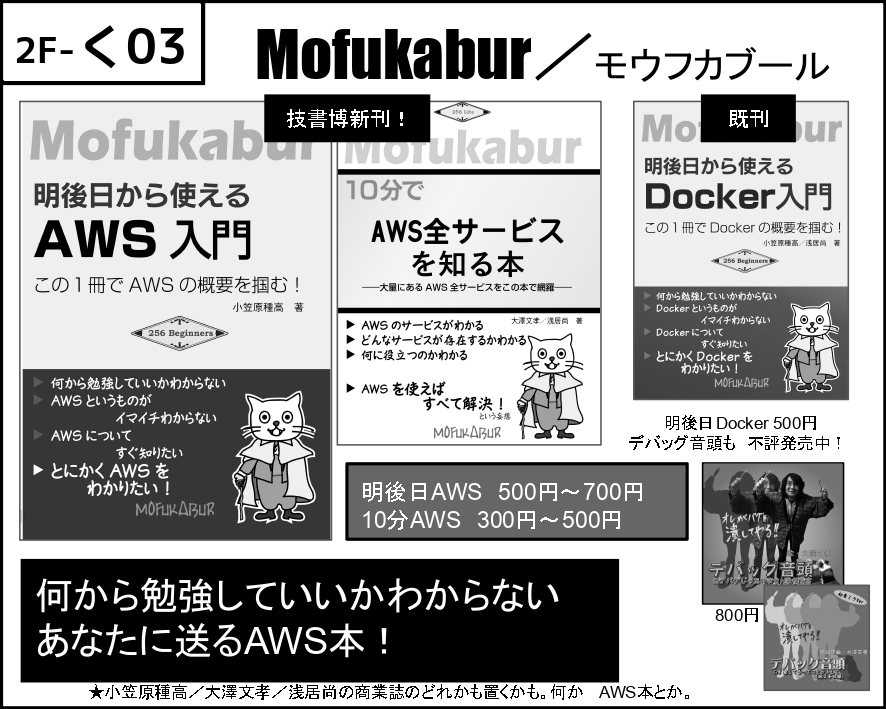 2F-く03
Mofukabur／モウフカブール
技書博新刊！
既刊
Mofukabur
明後日から使える
AWS 入門
この1冊で AWS の概要を掴む！
小笠原種高　著
256 Beginners
▶ 何から勉強していいかわからない
▶ AWS というものが
イマイチわからない
▶ AWS について
すぐ知りたい
▶ とにかく AWS を
わかりたい！
MOFUKABUR
256 Lite
Mofukabur
10分で
AWS全サービス
を知る本
──大量にある AWS 全サービスをこの本で網羅──
大澤文孝／浅居尚　著
▶ AWS のサービスがわかる
▶ どんなサービスが存在するかわかる
▶ 何に役立つのかわかる
▶ AWS を使えば
すべて解決！
という妄想
MOFUKABUR
明後日から使える
Docker入門
この1冊で Docker の概要を掴む！
小笠原種高／浅居尚　著
256 Beginners
▶ 何から勉強していいかわからない
▶ Docker というものが
イマイチわからない
▶ Docker について
すぐ知りたい
▶ とにかく Docker を
わかりたい！
MOFUKABUR
明後日 Docker 500円
デバッグ音頭も　不評発売中！
明後日AWS　500円～700円
10分AWS　300円～500円
オレがバグを
潰してやる!!
デバッグ音頭
800円
オレがバグを
潰してやる!!
デバッグ音頭
何から勉強していいかわからない
あなたに送るAWS本！
★小笠原種高／大澤文孝／浅居尚の商業誌のどれかも置くかも。何か　AWS本とか。